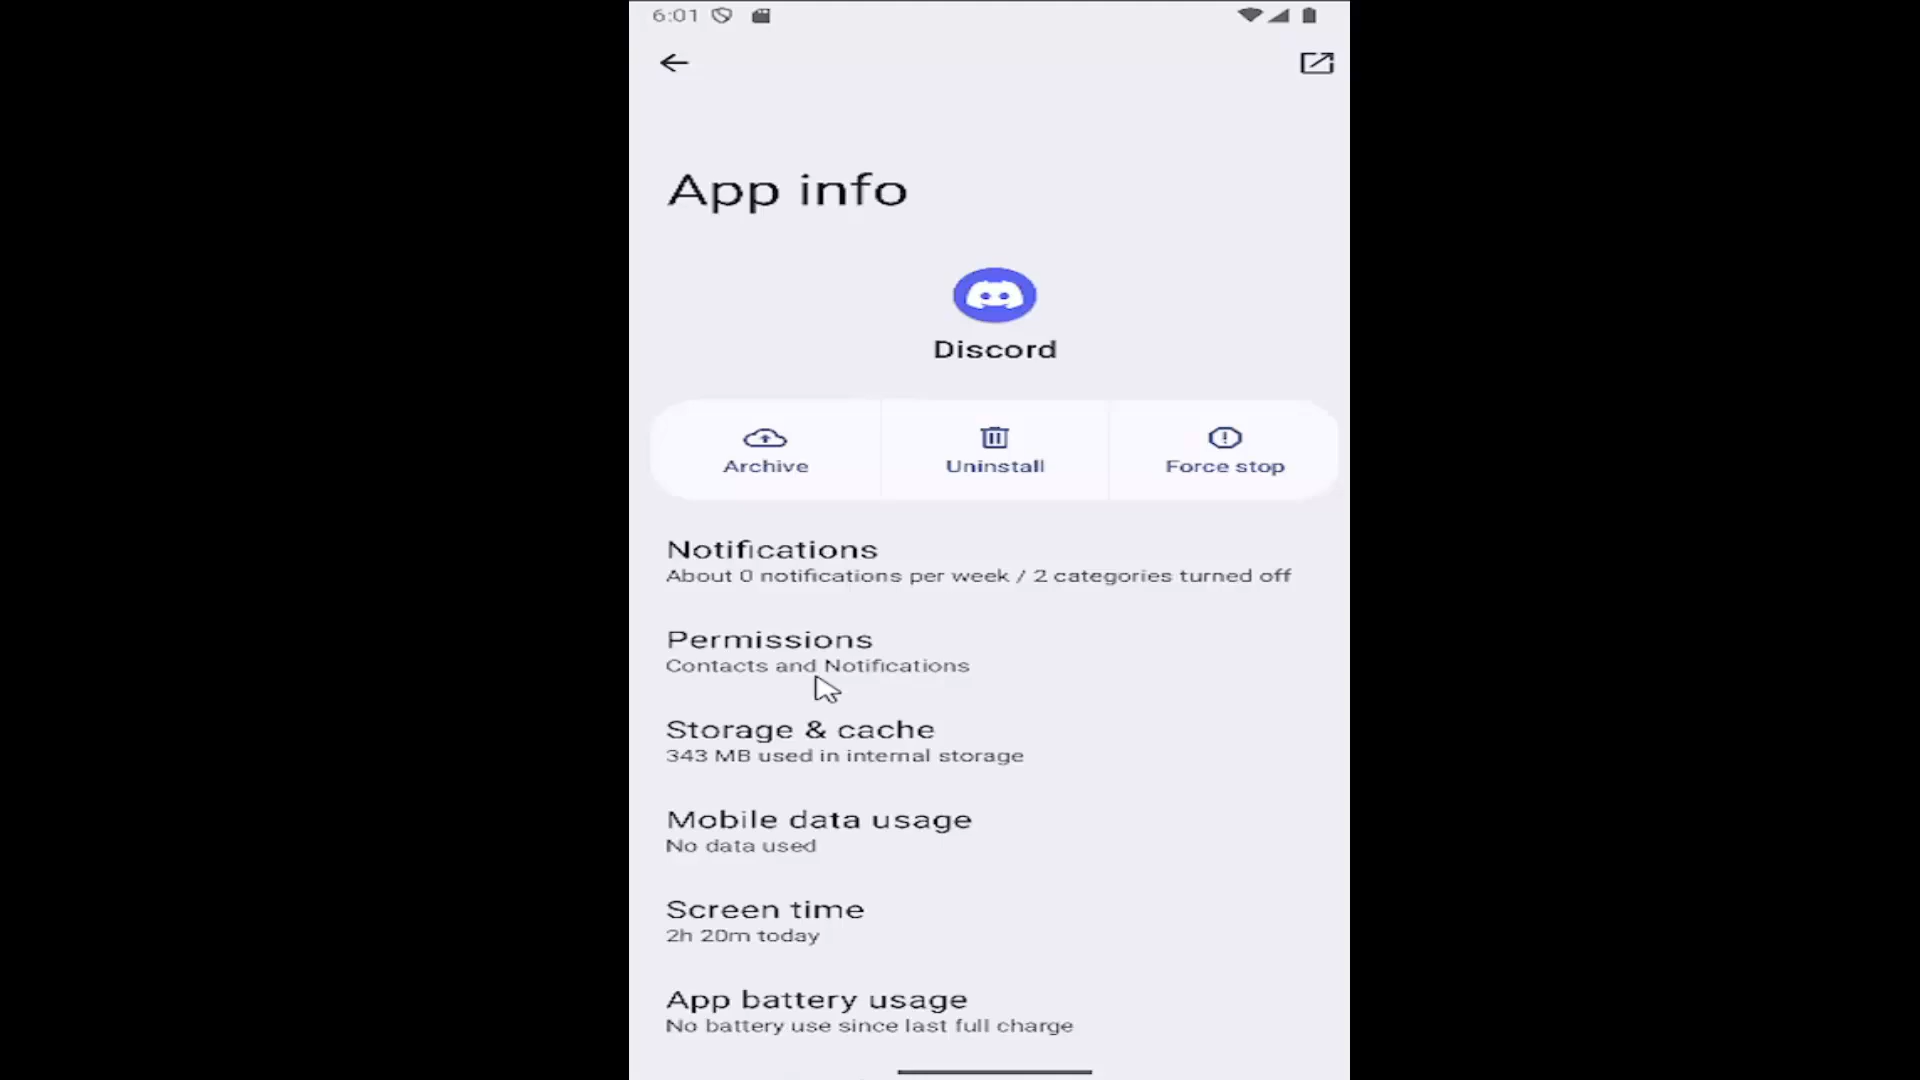 6:01
App info
Discord
Archive
Uninstall
Force stop
Notifications
About 0 notifications per week / 2 categories turned off
Permissions
Contacts and Notifications
Storage & cache
343 MB used in internal storage
Mobile data usage
No data used
Screen time
2h 20m today
App battery usage
No battery use since last full charge